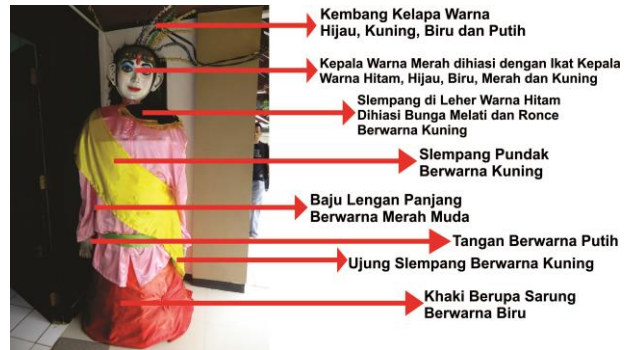 Kembang Kelapa Warna
Hijau, Kuning, Biru dan Putih
Kepala Warna Merah dihiasi dengan Ikat Kepala
Warna Hitam, Hijau, Biru, Merah dan Kuning
Slempang di Leher Warna Hitam
Dihiasi Bunga Melati dan Ronce
Berwarna Kuning
Slempang Pundak
Berwarna Kuning
Baju Lengan Panjang
Berwarna Merah Muda
Tangan Berwarna Putih
Ujung Slempang Berwarna Kuning
Khaki Berupa Sarung
Berwarna Biru